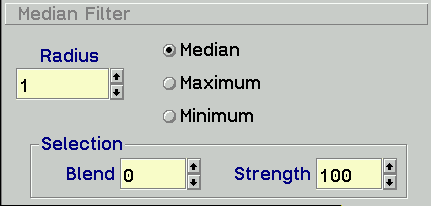 Median Filter
Radius
1
Median
Maximum
Minimum
Selection
Blend 0 Strength 100